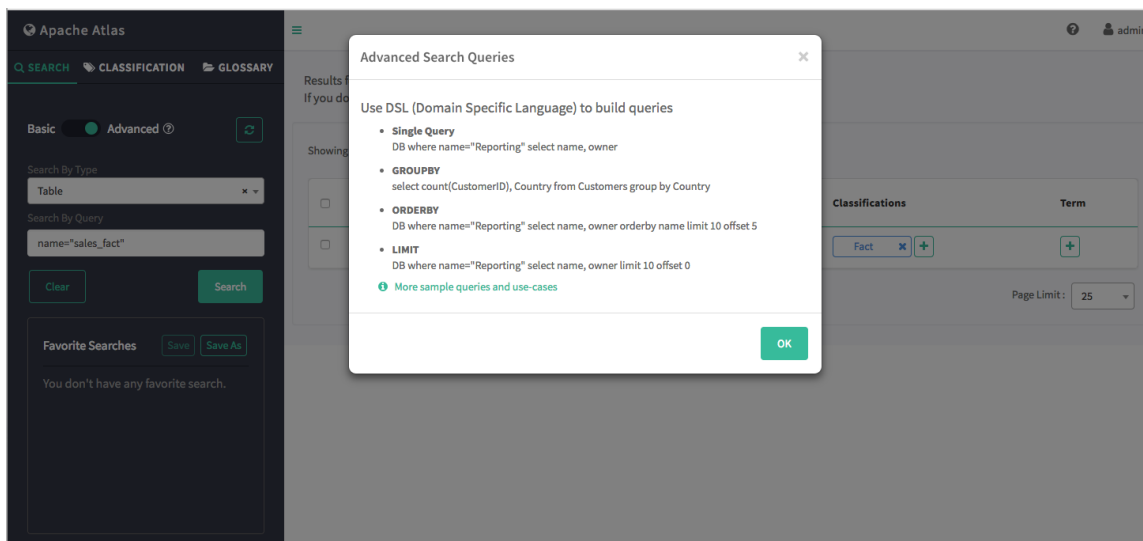 Apache Atlas
admin
SEARCH CLASSIFICATION GLOSSARY
Basic Advanced
Search By Type
Table
Search By Query
name="sales_fact"
Clear Search
Favorite Searches Save Save As
You don't have any favorite search.
Results
If you do
Showing
Classifications Term
Fact
Page Limit : 25
Advanced Search Queries
Use DSL (Domain Specific Language) to build queries
Single Query
DB where name="Reporting" select name, owner
GROUPBY
select count(CustomerID), Country from Customers group by Country
ORDERBY
DB where name="Reporting" select name, owner orderby name limit 10 offset 5
LIMIT
DB where name="Reporting" select name, owner limit 10 offset 0
More sample queries and use-cases
OK